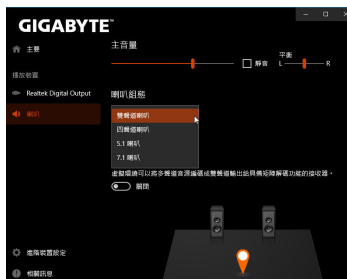 GIGABYTE™
主要
播放裝置
Realtek Digital Output
喇叭
進階裝置設定
相關訊息
主音量
靜音
平衡
L
R
喇叭組態
雙聲道喇叭
四聲道喇叭
5.1 喇叭
7.1 喇叭
虛擬環繞可以將多聲道音源編碼成雙聲道輸出給具備矩陣解碼功能的接收器。
關閉